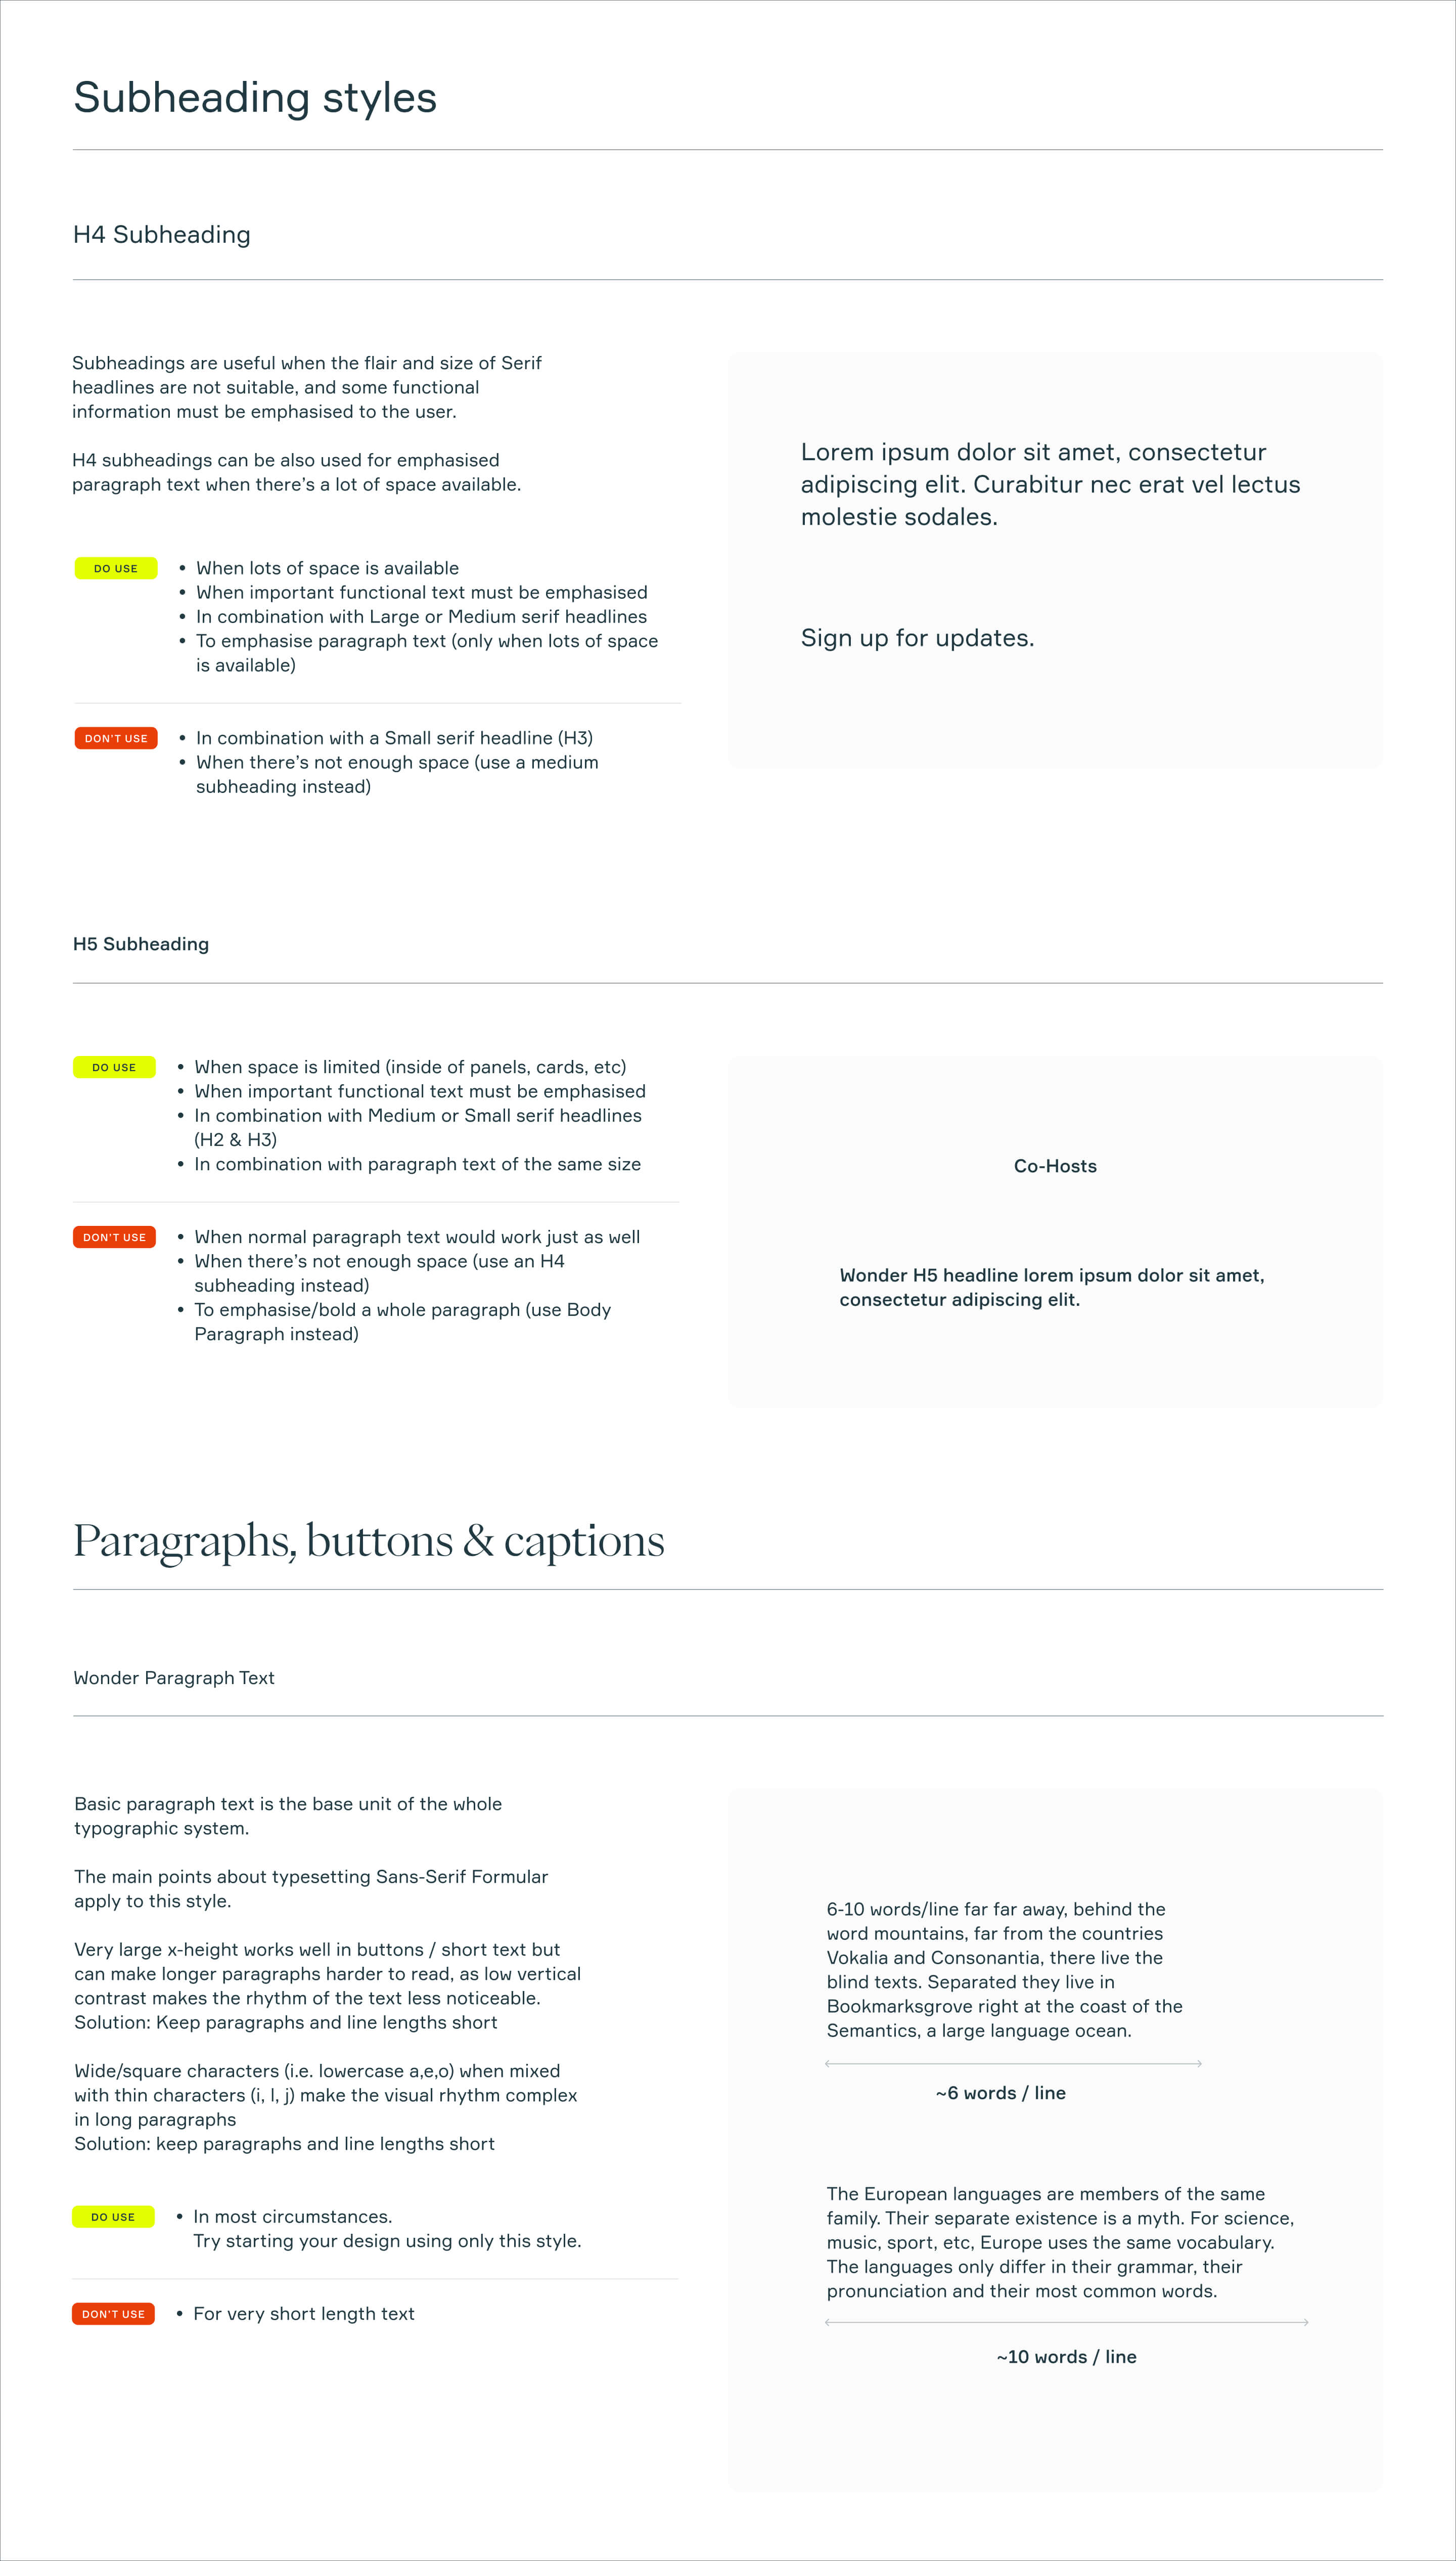 Subheading styles
H4 Subheading
Subheadings are useful when the flair and size of Serif
headlines are not suitable, and some functional
information must be emphasised to the user.
H4 subheadings can be also used for emphasised
paragraph text when there’s a lot of space available.
DO USE
• When lots of space is available
• When important functional text must be emphasised
• In combination with Large or Medium serif headlines
• To emphasise paragraph text (only when lots of space
is available)
DON'T USE
• In combination with a Small serif headline (H3)
• When there’s not enough space (use a medium
subheading instead)
Lorem ipsum dolor sit amet, consectetur
adipiscing elit. Curabitur nec erat vel lectus
molestie sodales.
Sign up for updates.
H5 Subheading
DO USE
• When space is limited (inside of panels, cards, etc)
• When important functional text must be emphasised
• In combination with Medium or Small serif headlines
(H2 & H3)
• In combination with paragraph text of the same size
DON'T USE
• When normal paragraph text would work just as well
• When there’s not enough space (use an H4
subheading instead)
• To emphasise/bold a whole paragraph (use Body
Paragraph instead)
Co-Hosts
Wonder H5 headline lorem ipsum dolor sit amet,
consectetur adipiscing elit.
Paragraphs, buttons & captions
Wonder Paragraph Text
Basic paragraph text is the base unit of the whole
typographic system.
The main points about typesetting Sans-Serif Formular
apply to this style.
Very large x-height works well in buttons / short text but
can make longer paragraphs harder to read, as low vertical
contrast makes the rhythm of the text less noticeable.
Solution: Keep paragraphs and line lengths short
Wide/square characters (i.e. lowercase a,e,o) when mixed
with thin characters (i, l, j) make the visual rhythm complex
in long paragraphs
Solution: keep paragraphs and line lengths short
DO USE
• In most circumstances.
Try starting your design using only this style.
DON'T USE
• For very short length text
6-10 words/line far far away, behind the
word mountains, far from the countries
Vokalia and Consonantia, there live the
blind texts. Separated they live in
Bookmarksgrove right at the coast of the
Semantics, a large language ocean.
~6 words / line
The European languages are members of the same
family. Their separate existence is a myth. For science,
music, sport, etc, Europe uses the same vocabulary.
The languages only differ in their grammar, their
pronunciation and their most common words.
~10 words / line